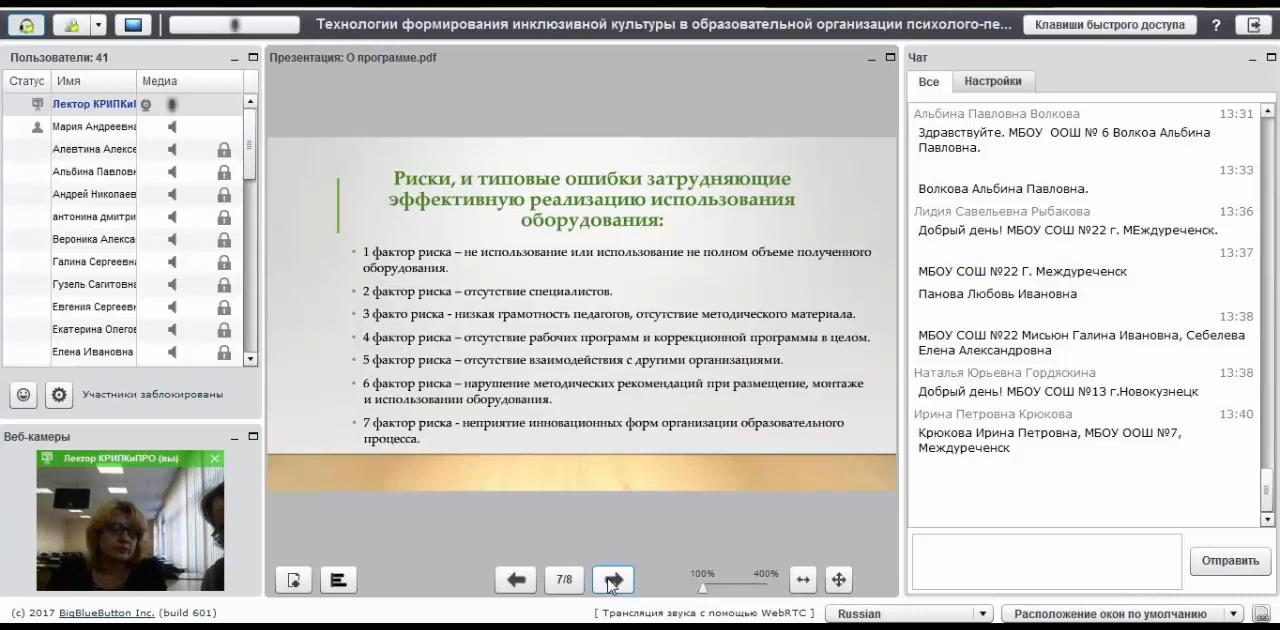 Технологии формирования инклюзивной культуры в образовательной организации психолого-пе...
Клавиши быстрого доступа
?
Пользователи: 41
Статус Имя Медиа
Лектор КРИПКиП
Мария Андреевна
Алевтина Алексе
Альбина Павловн
Андрей Николаев
антонина дмитри
Вероника Алекса
Галина Сергеевн
Гузель Сагитовна
Евгения Сергеевн
Екатерина Олегов
Елена Ивановна
Участники заблокированы
Веб-камеры
Лектор КРИПКиПРО (вы)
Презентация: О программе.pdf
Риски, и типовые ошибки затрудняющие
эффективную реализацию использования
оборудования:
• 1 фактор риска – не использование или использование не полном объеме полученного
оборудования.
• 2 фактор риска – отсутствие специалистов.
• 3 факто риска - низкая грамотность педагогов, отсутствие методического материала.
• 4 фактор риска – отсутствие рабочих программ и коррекционной программы в целом.
• 5 фактор риска – отсутствие взаимодействия с другими организациями.
• 6 фактор риска – нарушение методических рекомендаций при размещение, монтаже
и использовании оборудования.
• 7 фактор риска - неприятие инновационных форм организации образовательного
процесса.
7/8
100% 400%
Чат
Все Настройки
Альбина Павловна Волкова 13:31
Здравствуйте. МБОУ ООШ № 6 Волкоа Альбина
Павловна.
13:33
Волкова Альбина Павловна.
Лидия Савельевна Рыбакова 13:36
Добрый день! МБОУ СОШ №22 г. МЕждуреченск.
13:37
МБОУ СОШ №22 Г. Междуреченск
Панова Любовь Ивановна
13:38
МБОУ СОШ №22 Мисьюн Галина Ивановна, Себелева
Елена Александровна
Наталья Юрьевна Гордяскина 13:38
Добрый день! МБОУ СОШ №13 г.Новокузнецк
Ирина Петровна Крюкова 13:40
Крюкова Ирина Петровна, МБОУ ООШ №7,
Междуреченск
Отправить
(c) 2017 BigBlueButton Inc. (build 601)
[ Трансляция звука с помощью WebRTC ]
Russian
Расположение окон по умолчанию